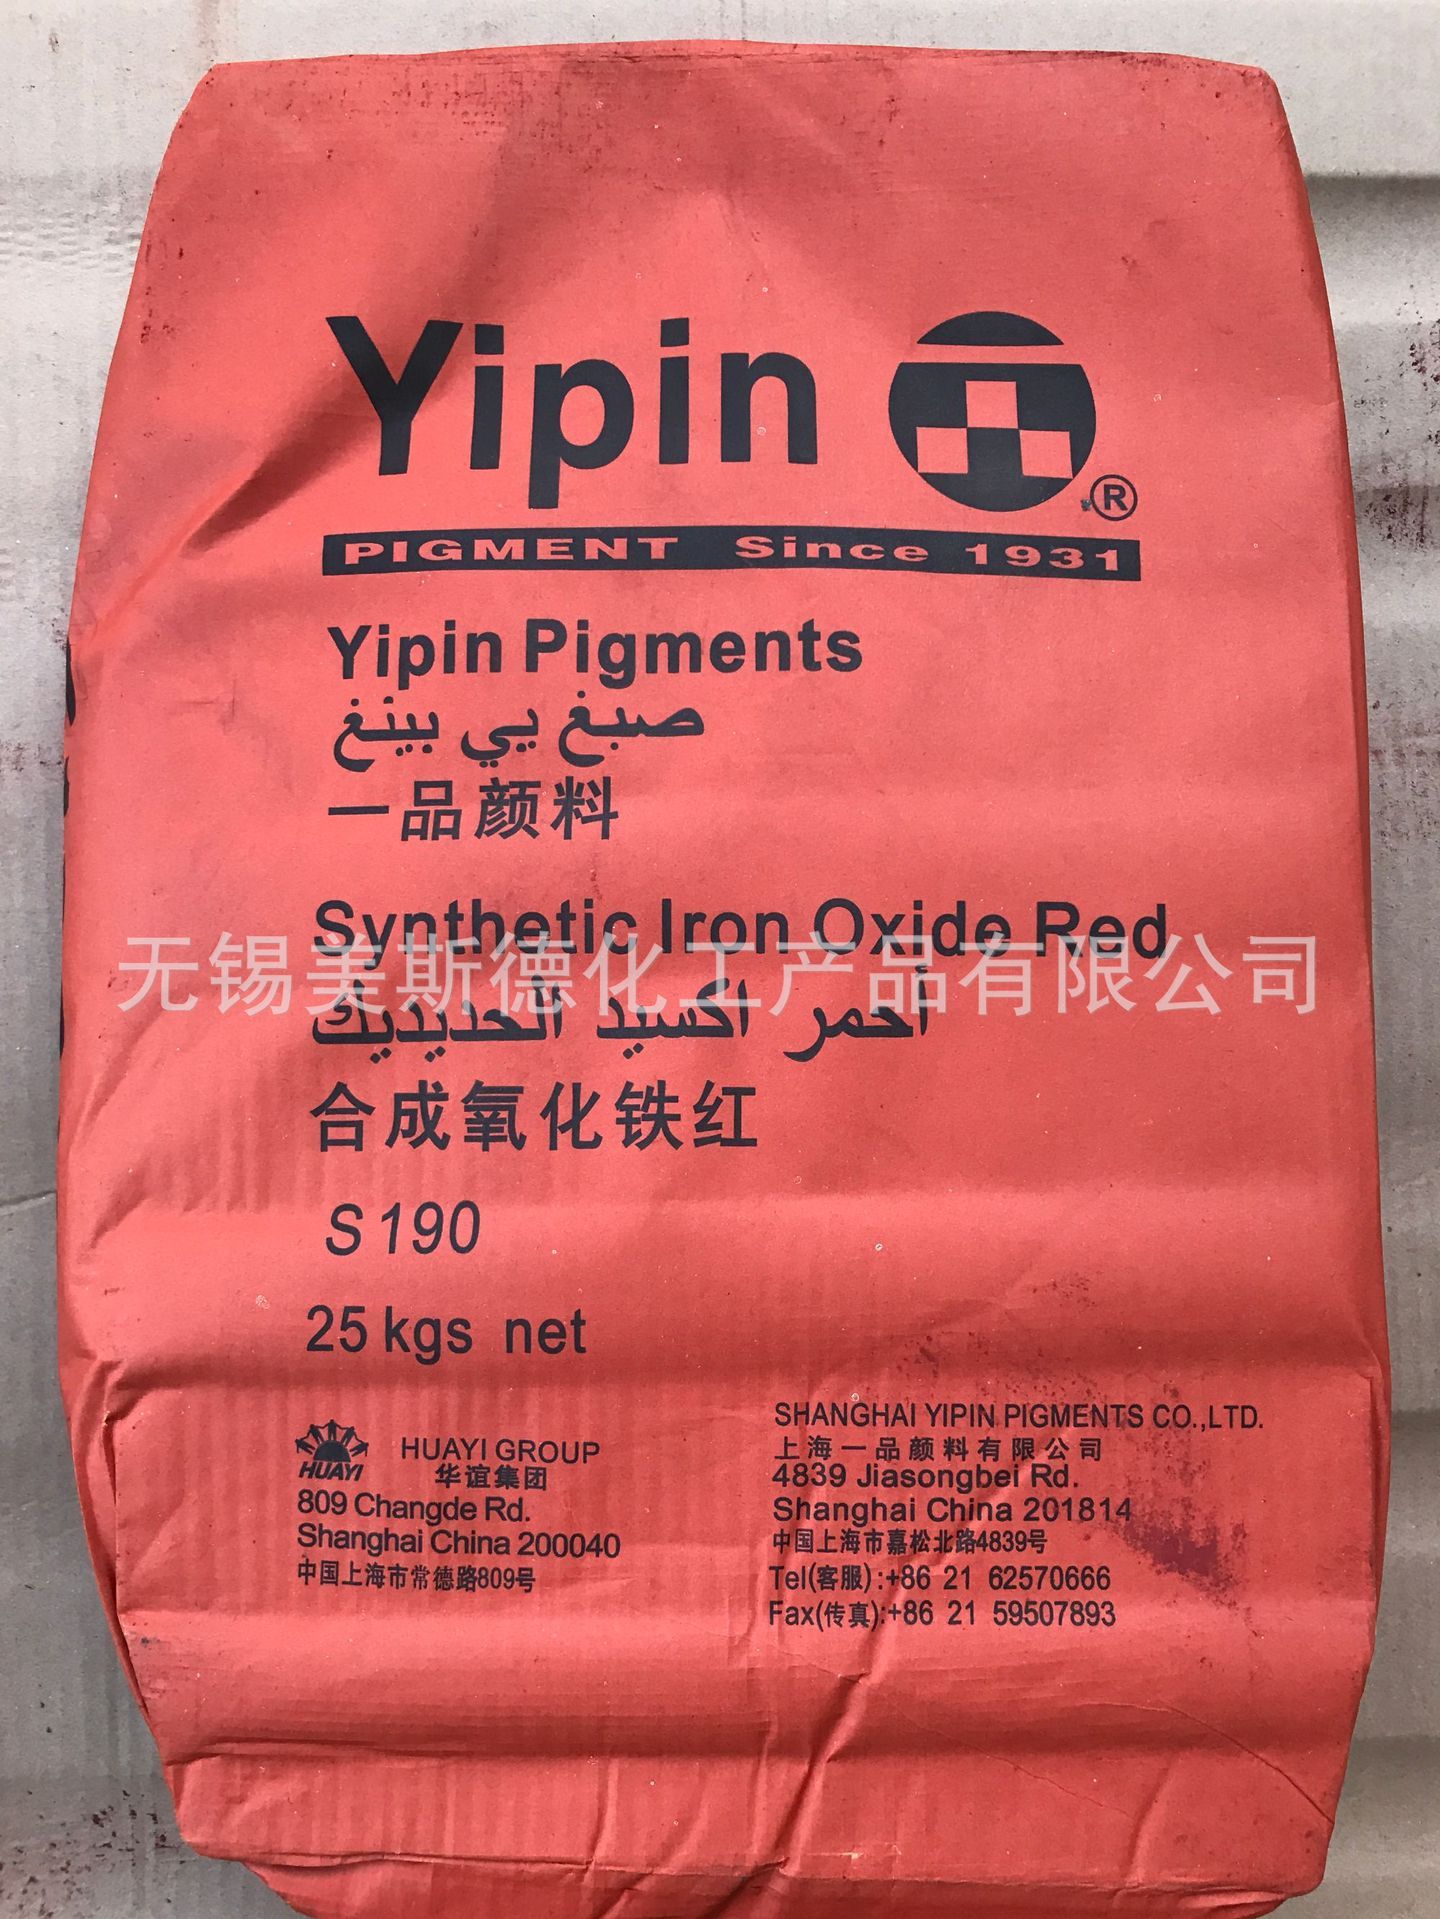 Yipin
®
PIGMENT Since 1931
Yipin Pigments
صبغ يي بينغ
一品颜料
Synthetic Iron Oxide Red
无锡美斯德化工产品有限公司
أحمر اكسيد الحديديك
合成氧化铁红
S190
25 kgs net
HUAYI
HUAYI GROUP
华谊集团
809 Changde Rd.
Shanghai China 200040
中国上海市常德路809号
SHANGHAI YIPIN PIGMENTS CO.,LTD.
上海一品颜料有限公司
4839 Jiasongbei Rd.
Shanghai China 201814
中国上海市嘉松北路4839号
Tel(客服):+86 21 62570666
Fax(传真):+86 21 59507893